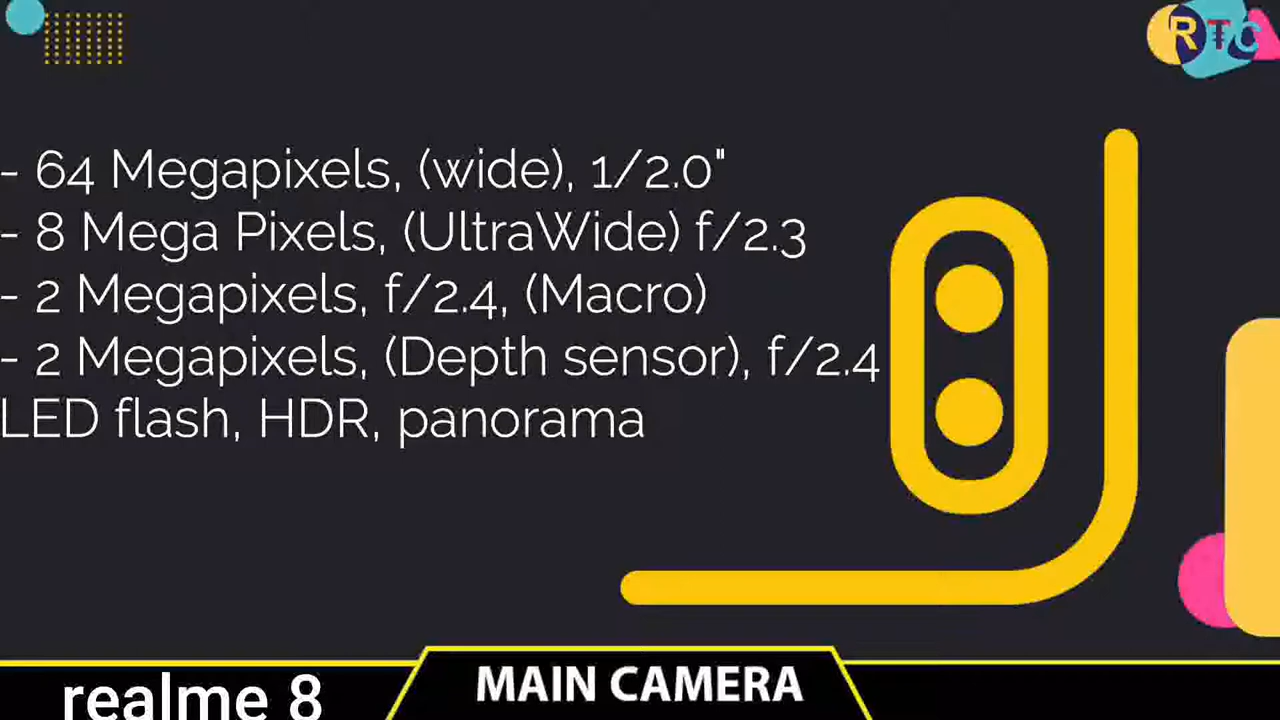 RTC
- 64 Megapixels, (wide), 1/2.0"
- 8 Mega Pixels, (UltraWide) f/2.3
- 2 Megapixels, f/2.4, (Macro)
- 2 Megapixels, (Depth sensor), f/2.4
LED flash, HDR, panorama
MAIN CAMERA
realme 8